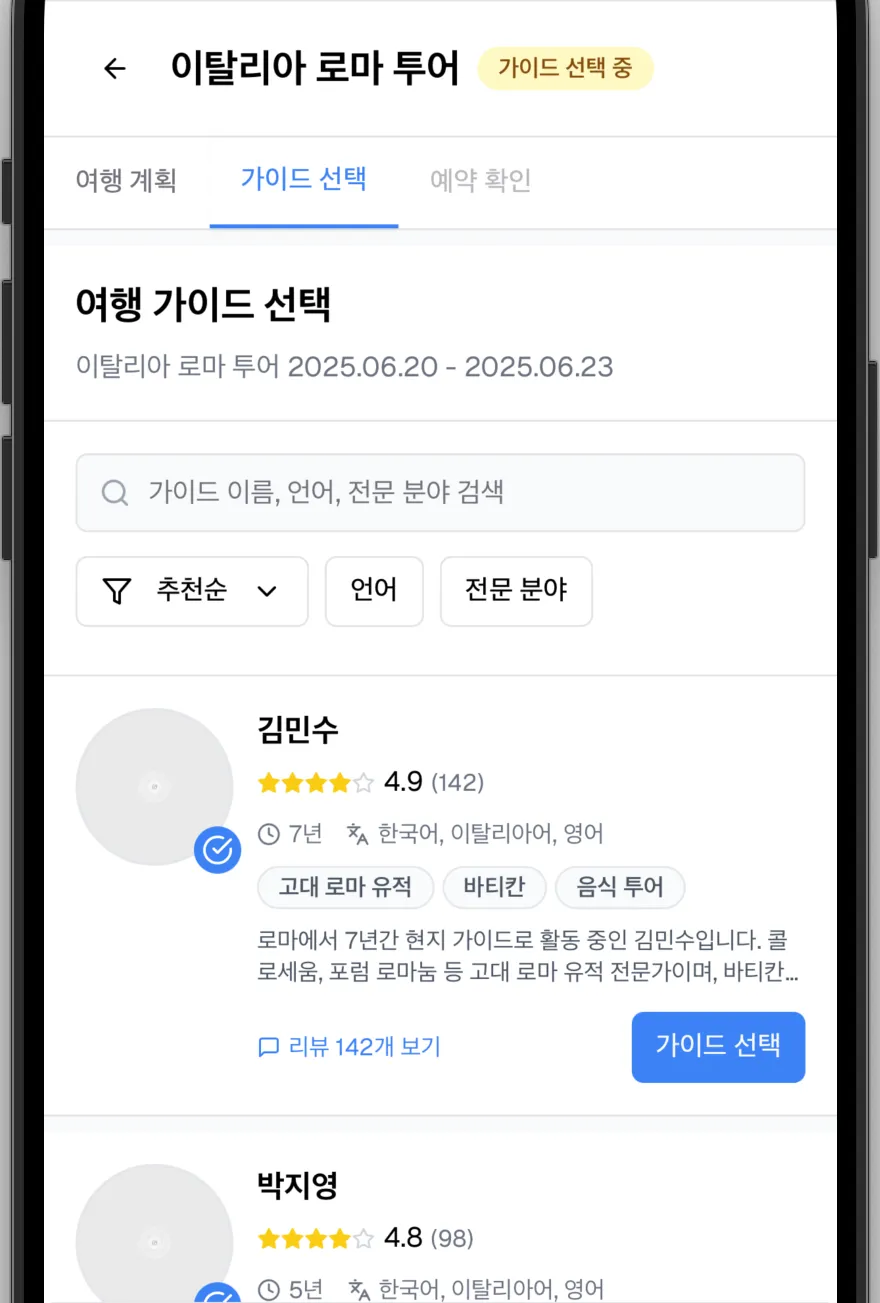 이탈리아 로마 투어 가이드 선택 중
여행 계획 가이드 선택 예약 확인
여행 가이드 선택
이탈리아 로마 투어 2025.06.20 - 2025.06.23
가이드 이름, 언어, 전문 분야 검색
추천순 언어 전문 분야
김민수
4.9 (142)
7년 한국어, 이탈리아어, 영어
고대 로마 유적 바티칸 음식 투어
로마에서 7년간 현지 가이드로 활동 중인 김민수입니다. 콜
로세움, 포럼 로마눔 등 고대 로마 유적 전문가이며, 바티칸...
리뷰 142개 보기 가이드 선택
박지영
4.8 (98)
5년 한국어, 이탈리아어, 영어